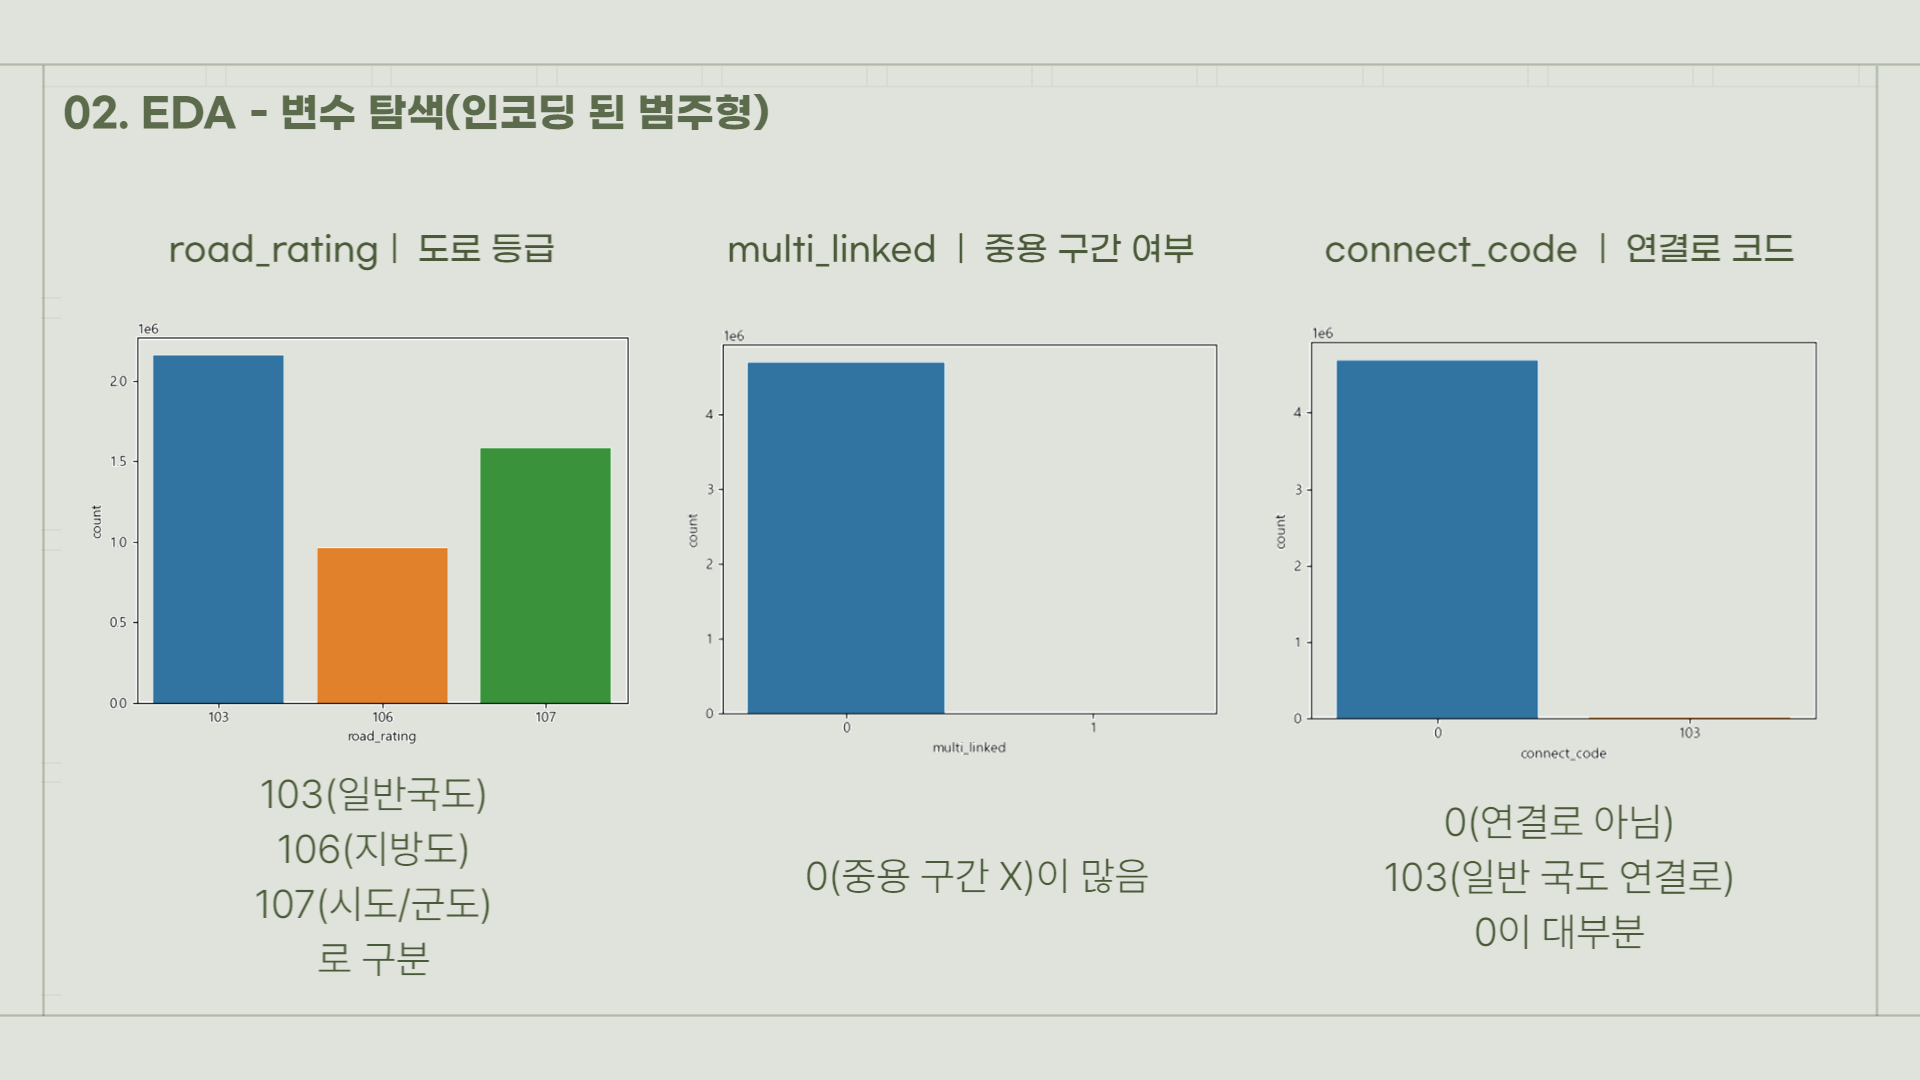 02. EDA - 변수 탐색(인코딩 된 범주형)
road_rating | 도로 등급
1e6
2.0
1.5
1.0
0.5
0.0
count
103 106 107
road_rating
103(일반국도)
106(지방도)
107(시도/군도)
로 구분
multi_linked | 중용 구간 여부
1e6
4
3
2
1
0
count
0 1
multi_linked
0(중용 구간 X)이 많음
connect_code | 연결로 코드
1e6
4
3
2
1
0
count
0 103
connect_code
0(연결로 아님)
103(일반 국도 연결로)
0이 대부분